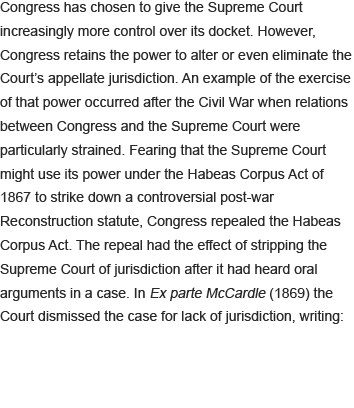 Congress has chosen to give the Supreme Court
increasingly more control over its docket. However,
Congress retains the power to alter or even eliminate the
Court’s appellate jurisdiction. An example of the exercise
of that power occurred after the Civil War when relations
between Congress and the Supreme Court were
particularly strained. Fearing that the Supreme Court
might use its power under the Habeas Corpus Act of
1867 to strike down a controversial post-war
Reconstruction statute, Congress repealed the Habeas
Corpus Act. The repeal had the effect of stripping the
Supreme Court of jurisdiction after it had heard oral
arguments in a case. In Ex parte McCardle (1869) the
Court dismissed the case for lack of jurisdiction, writing: